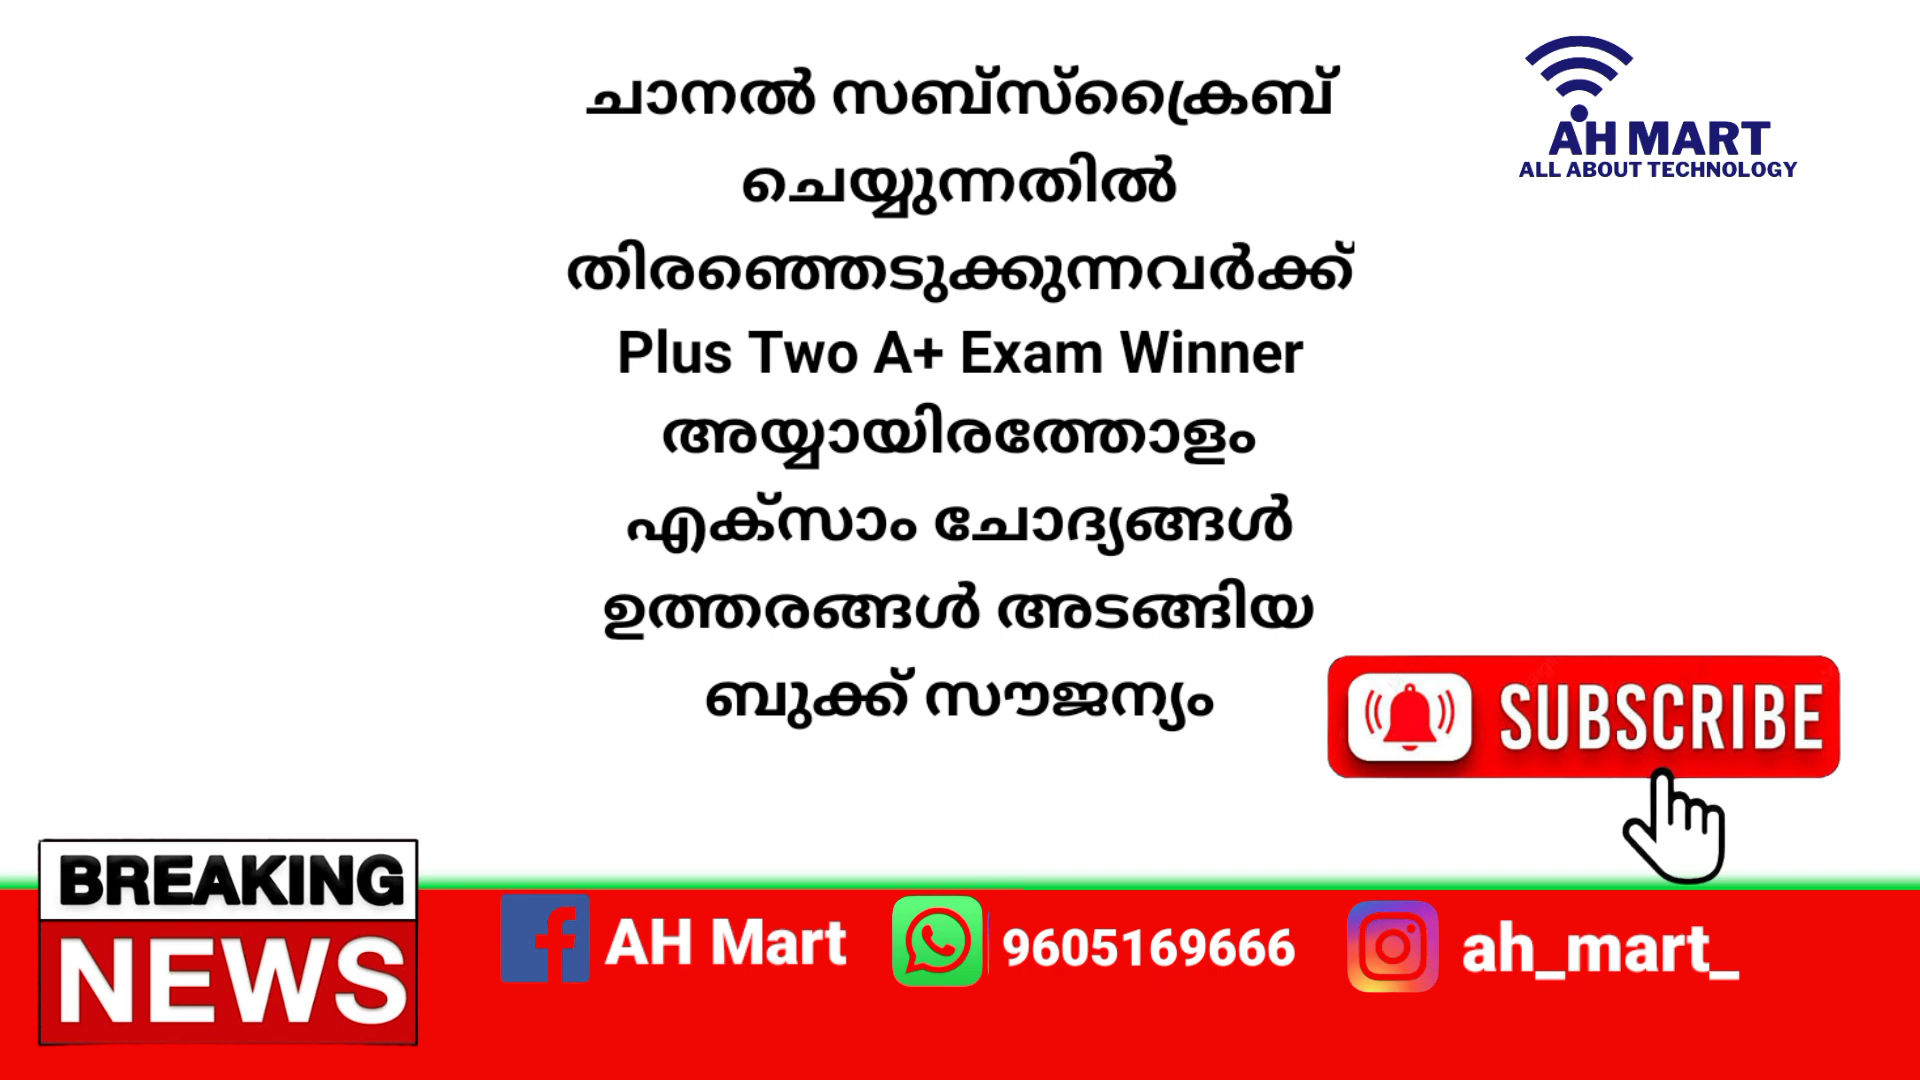 ചാനൽ സബ്സ്ക്രൈബ്
ചെയ്യുന്നതിൽ
തിരഞ്ഞെടുക്കുന്നവർക്ക്
Plus Two A+ Exam Winner
അയ്യായിരത്തോളം
എക്സാം ചോദ്യങ്ങൾ
ഉത്തരങ്ങൾ അടങ്ങിയ
ബുക്ക് സൗജന്യം
AH MART
ALL ABOUT TECHNOLOGY
SUBSCRIBE
BREAKING
NEWS
AH Mart
9605169666
ah_mart_